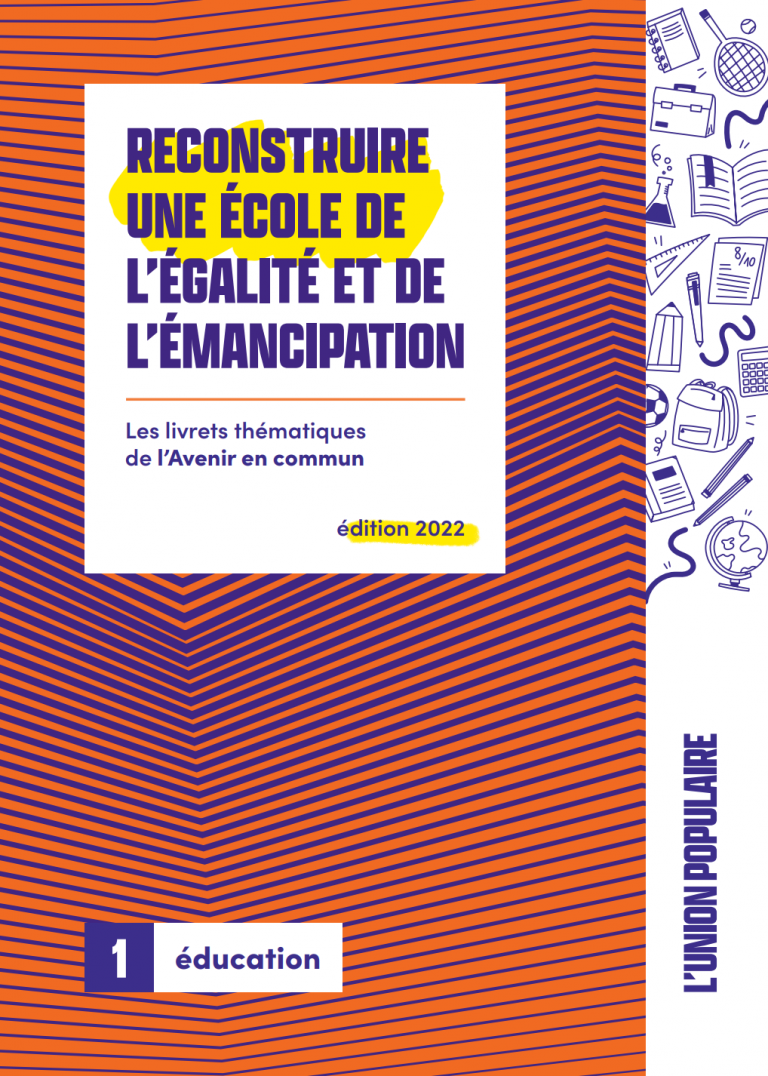 RECONSTRUIRE
UNE ÉCOLE DE
L'ÉGALITÉ ET DE
L'ÉMANCIPATION
Les livrets thématiques
de l'Avenir en commun
édition 2022
8/10
L'UNION POPULAIRE
1 éducation